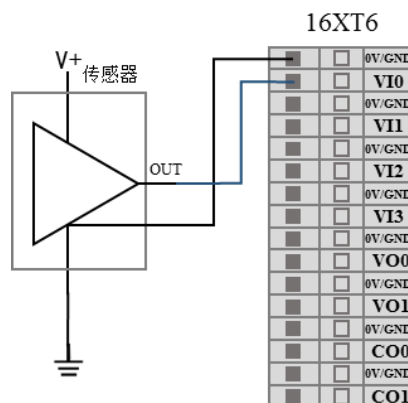 16XT6
V+
传感器
OUT
0V/GND
VI0
0V/GND
VI1
0V/GND
VI2
0V/GND
VI3
0V/GND
VO0
0V/GND
VO1
0V/GND
CO0
0V/GND
CO1